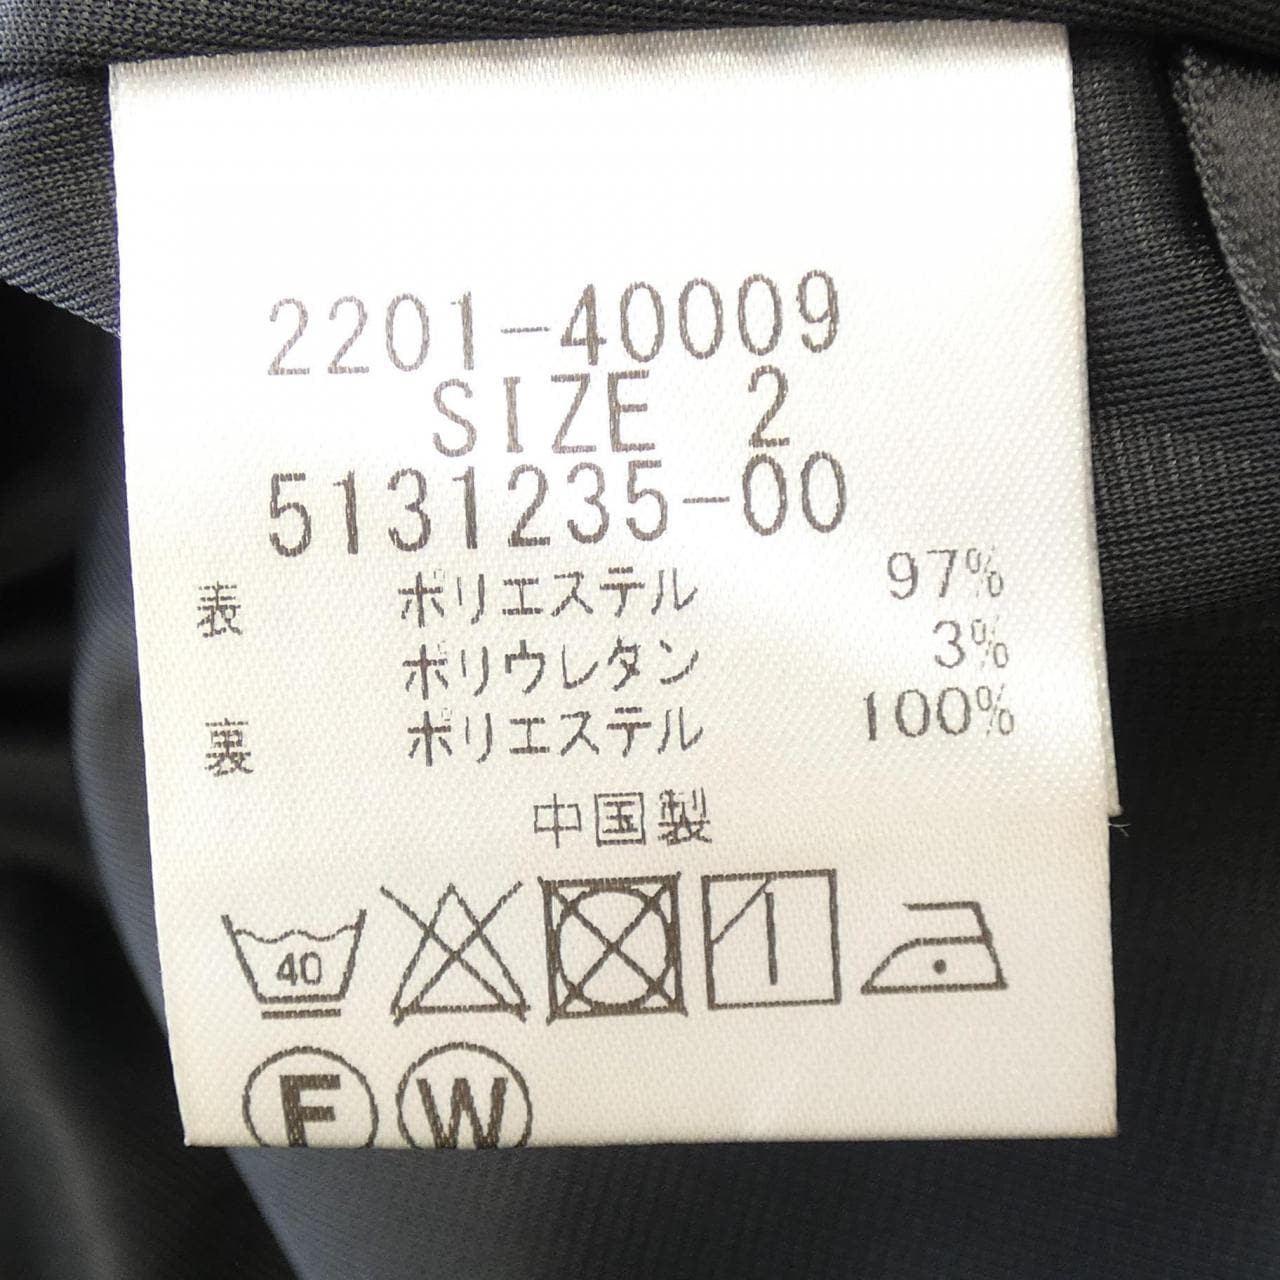 2201-40009
SIZE 2
5131235-00
表 ポリエステル 97%
ポリウレタン 3%
裏 ポリエステル 100%
中国製
40
F W